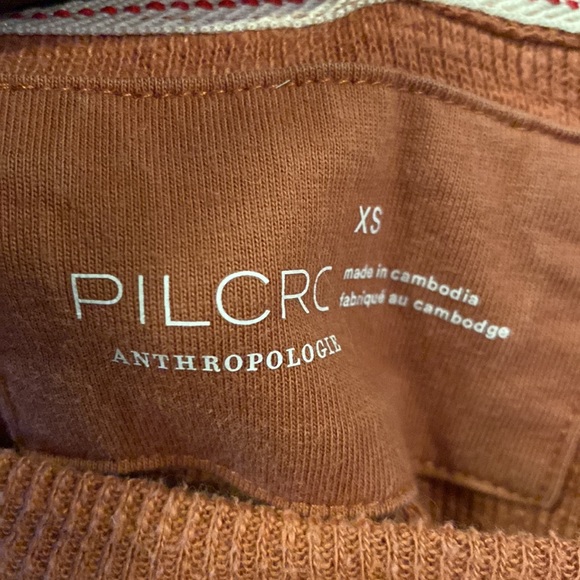 XS
made in cambodia
fabriqué au cambodge
PILCRO
ANTHROPOLOGIE